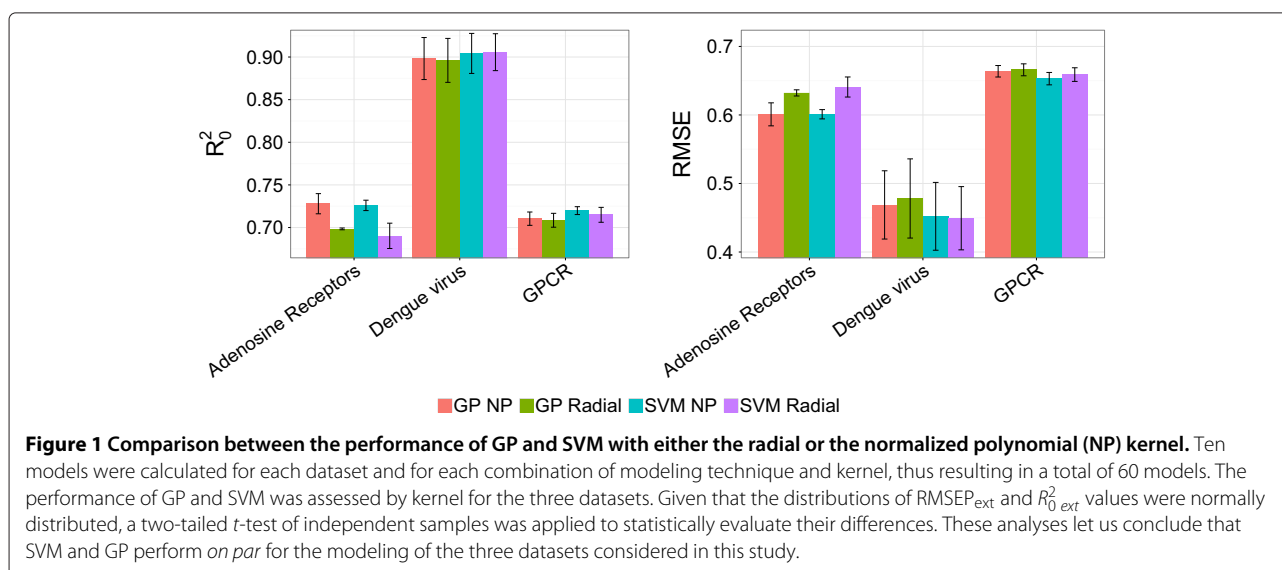 0.90
0.85
0.80
0.75
0.70
R₀²
Adenosine Receptors
Dengue virus
GPCR
0.7
0.6
0.5
0.4
RMSE
Adenosine Receptors
Dengue virus
GPCR
GP NP GP Radial SVM NP SVM Radial
Figure 1 Comparison between the performance of GP and SVM with either the radial or the normalized polynomial (NP) kernel. Ten
models were calculated for each dataset and for each combination of modeling technique and kernel, thus resulting in a total of 60 models. The
performance of GP and SVM was assessed by kernel for the three datasets. Given that the distributions of RMSEPext and R₀² ext values were normally
distributed, a two-tailed t-test of independent samples was applied to statistically evaluate their differences. These analyses let us conclude that
SVM and GP perform on par for the modeling of the three datasets considered in this study.